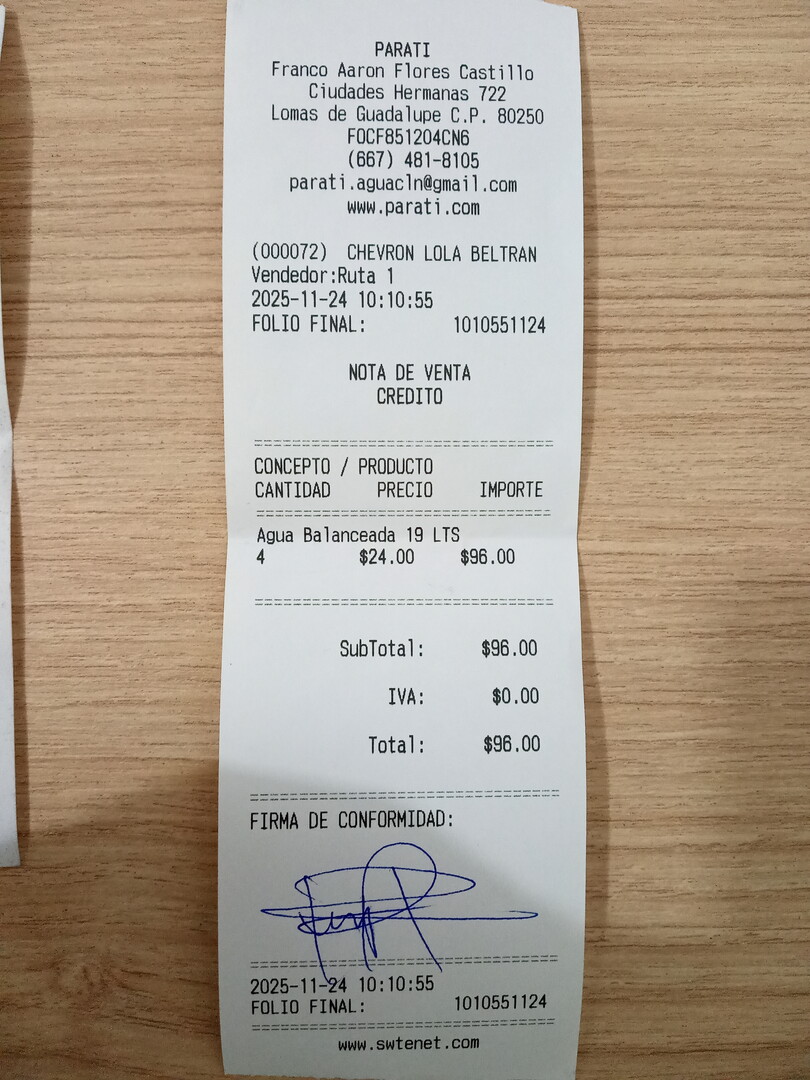 PARATI
Franco Aaron Flores Castillo
Ciudades Hermanas 722
Lomas de Guadalupe C.P. 80250
FOCF851204CN6
(667) 481-8105
parati.aguacln@gmail.com
www.parati.com
(000072) CHEVRON LOLA BELTRAN
Vendedor:Ruta 1
2025-11-24 10:10:55
FOLIO FINAL: 1010551124
NOTA DE VENTA
CREDITO
CONCEPTO / PRODUCTO
CANTIDAD PRECIO IMPORTE
Agua Balanceada 19 LTS
4 $24.00 $96.00
SubTotal: $96.00
IVA: $0.00
Total: $96.00
FIRMA DE CONFORMIDAD:
2025-11-24 10:10:55
FOLIO FINAL: 1010551124
www.swtenet.com